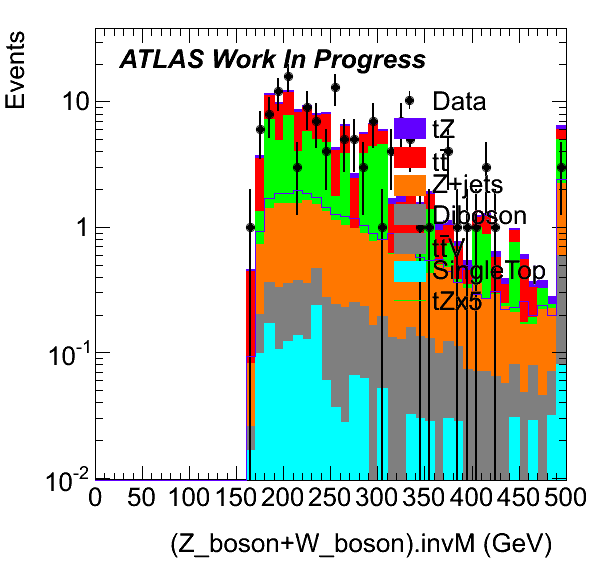 Events
ATLAS Work In Progress
Data
tZ
tt̄
Z+jets
Diboson
tt̄V
SingleTop
tZx5
10
1
10⁻¹
10⁻²
0 50 100 150 200 250 300 350 400 450 500
(Z_boson+W_boson).invM (GeV)